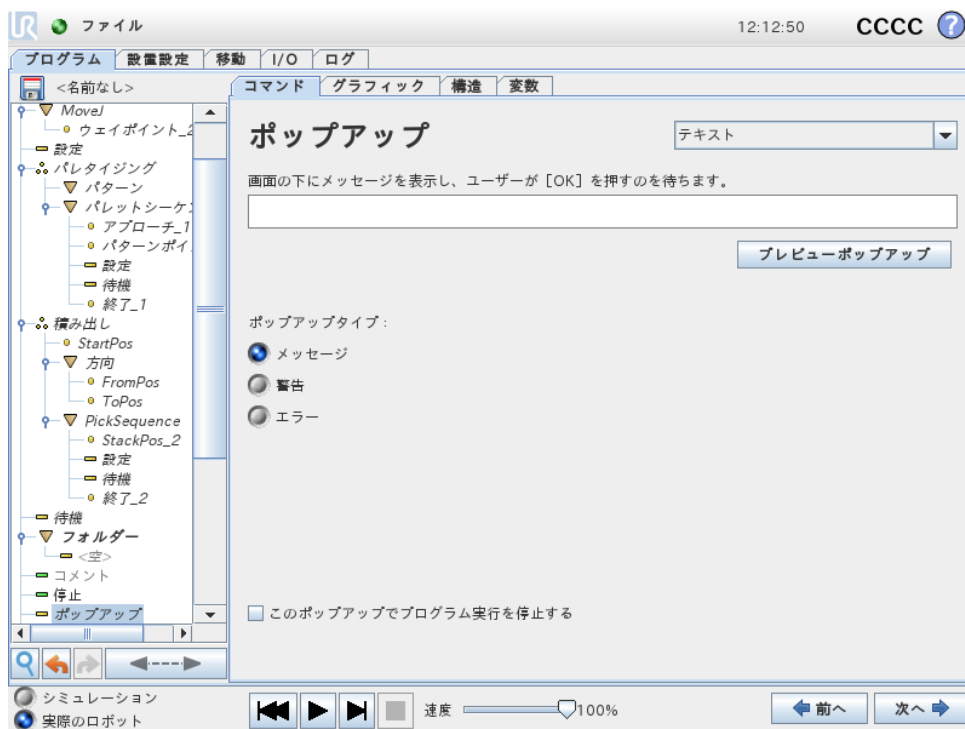 UR ファイル 12:12:50 CCCC ?
プログラム 設置設定 移動 I/O ログ
<名前なし>
コマンド グラフィック 構造 変数
MoveJ
ウェイポイント_2
設定
パレタイジング
パターン
パレットシーケン
アプローチ_1
パターンポイ
設定
待機
終了_1
積み出し
StartPos
方向
FromPos
ToPos
PickSequence
StackPos_2
設定
待機
終了_2
待機
フォルダー
<空>
コメント
停止
ポップアップ
ポップアップ テキスト
画面の下にメッセージを表示し、ユーザーが［OK］を押すのを待ちます。
プレビューポップアップ
ポップアップタイプ :
メッセージ
警告
エラー
このポップアップでプログラム実行を停止する
シミュレーション
実際のロボット
速度 100% 前へ 次へ